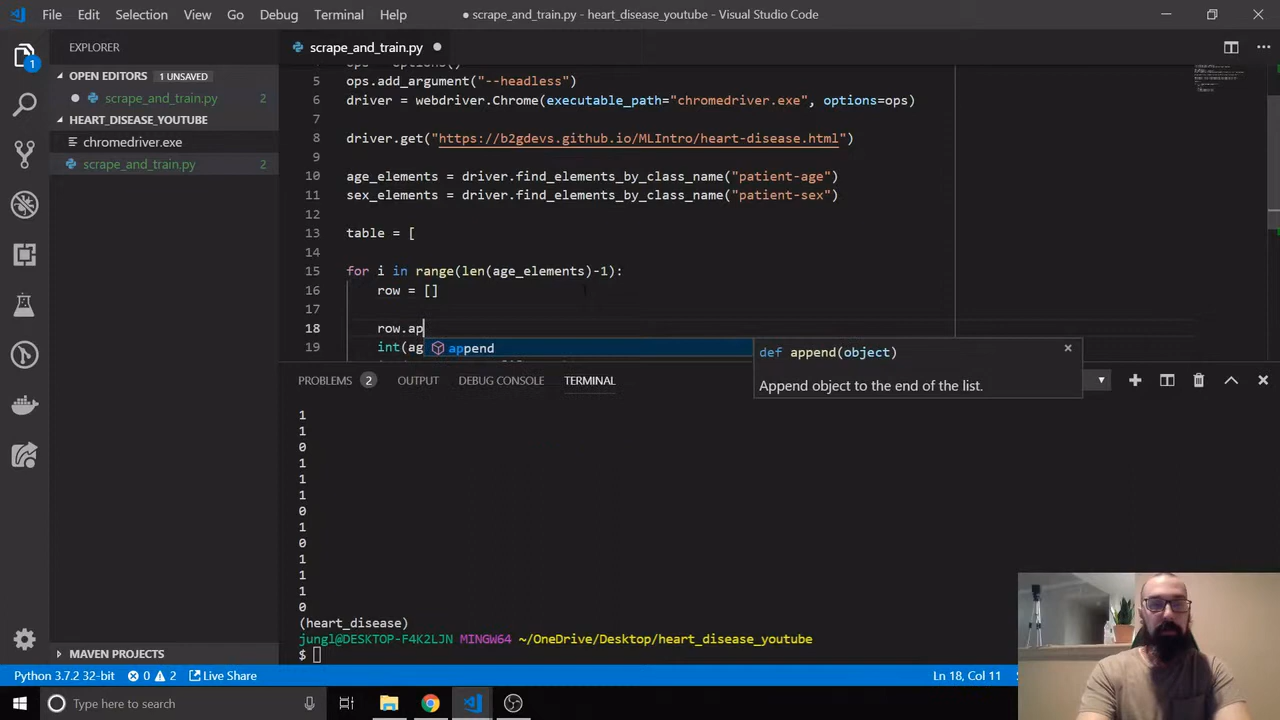 File Edit Selection View Go Debug Terminal Help
● scrape_and_train.py - heart_disease_youtube - Visual Studio Code
EXPLORER
OPEN EDITORS 1 UNSAVED
scrape_and_train.py 2
HEART_DISEASE_YOUTUBE
chromedriver.exe
scrape_and_train.py 2
1
scrape_and_train.py
5 ops.add_argument("--headless")
6 driver = webdriver.Chrome(executable_path="chromedriver.exe", options=ops)
7
8 driver.get("https://b2gdevs.github.io/MLIntro/heart-disease.html")
9
10 age_elements = driver.find_elements_by_class_name("patient-age")
11 sex_elements = driver.find_elements_by_class_name("patient-sex")
12
13 table = [
14
15 for i in range(len(age_elements)-1):
16 row = []
17
18 row.ap
19 int(ag
append
def append(object)
Append object to the end of the list.
PROBLEMS 2 OUTPUT DEBUG CONSOLE TERMINAL
1
1
0
1
1
1
0
1
0
1
1
1
0
(heart_disease)
jungl@DESKTOP-F4K2LJN MINGW64 ~/OneDrive/Desktop/heart_disease_youtube
$
MAVEN PROJECTS
Python 3.7.2 32-bit 0 2 Live Share
Ln 18, Col 11
Type here to search